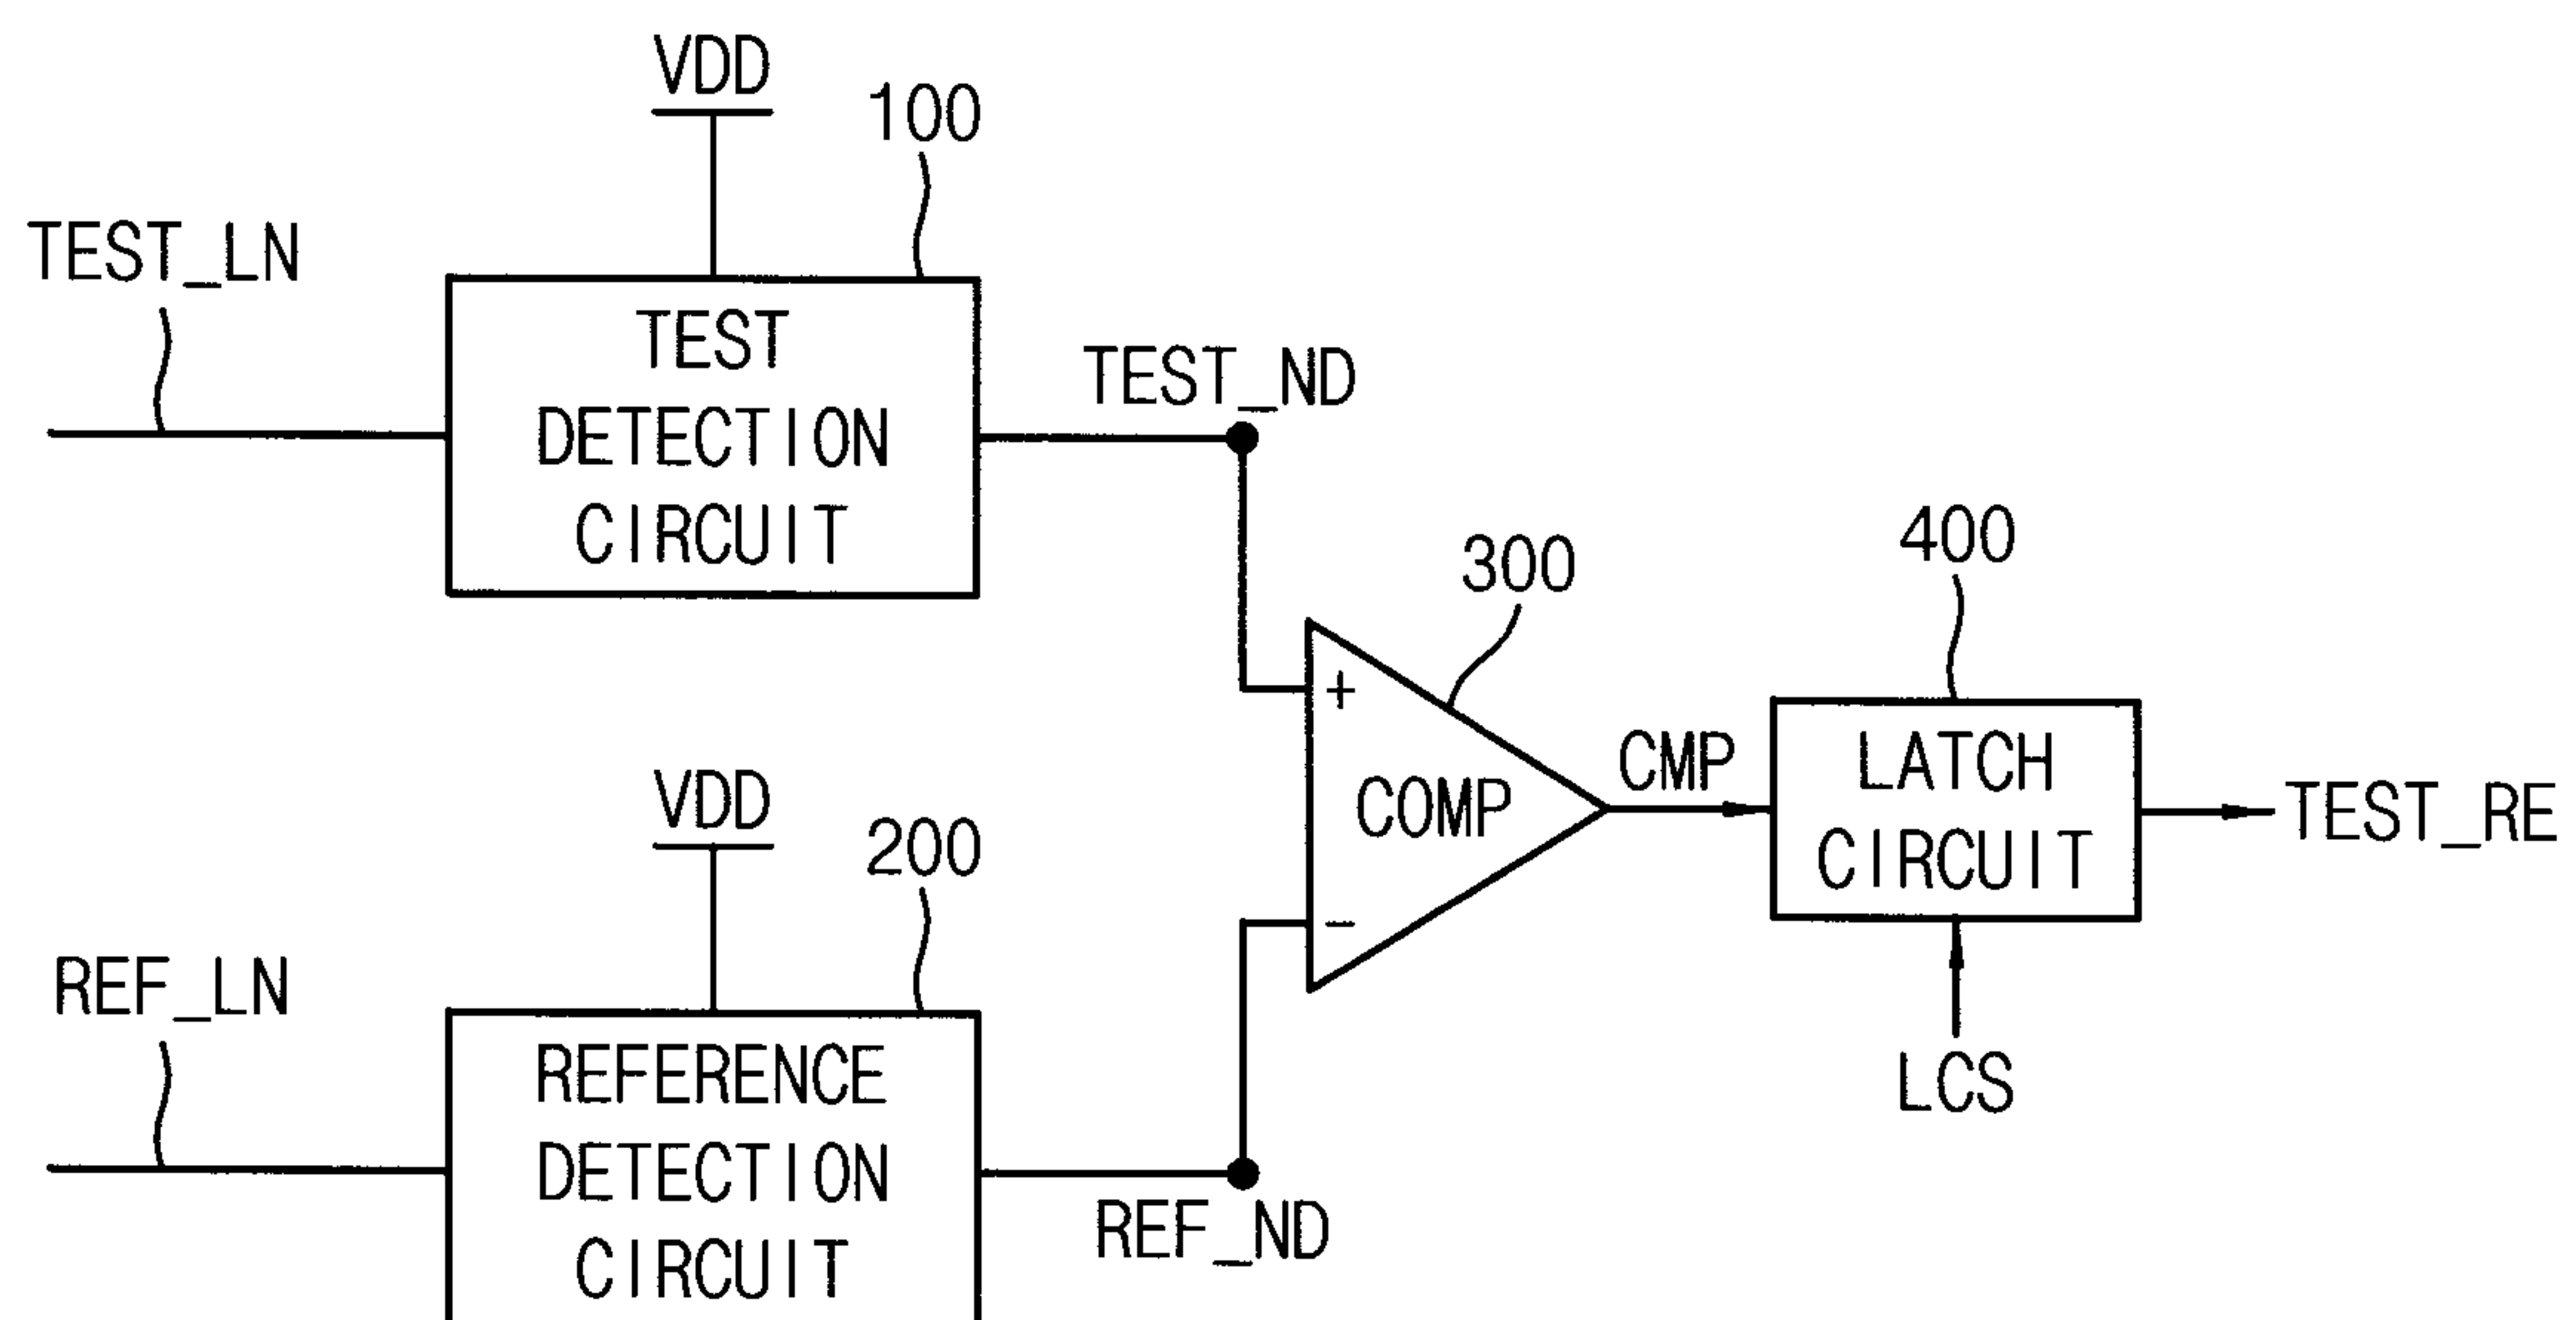 VDD
100
TEST_LN
TEST
DETECTION
CIRCUIT
TEST_ND
300
400
+
COMP
-
CMP
LATCH
CIRCUIT
TEST_RE
LCS
VDD
200
REF_LN
REFERENCE
DETECTION
CIRCUIT
REF_ND